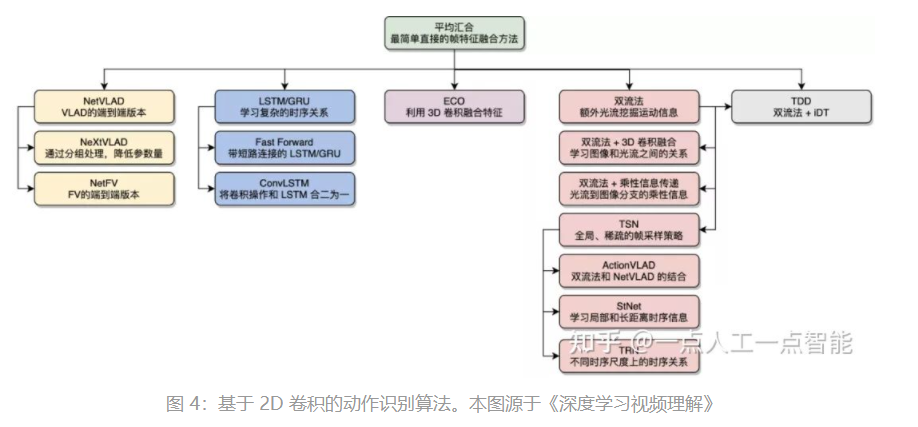 平均汇合
最简单直接的帧特征融合方法
NetVLAD
VLAD的端到端版本
NeXtVLAD
通过分组处理，降低参数量
NetFV
FV的端到端版本
LSTM/GRU
学习复杂的时序关系
Fast Forward
带短路连接的 LSTM/GRU
ConvLSTM
将卷积操作和 LSTM 合二为一
ECO
利用 3D 卷积融合特征
双流法
额外光流挖掘运动信息
双流法 + 3D 卷积融合
学习图像和光流之间的关系
双流法 + 乘性信息传递
光流到图像分支的乘性信息
TSN
全局、稀疏的帧采样策略
ActionVLAD
双流法和 NetVLAD 的结合
StNet
学习局部和长距离时序信息
TRN
不同时序尺度上的时序关系
TDD
双流法 + iDT
知乎 @一点人工一点智能
图 4：基于 2D 卷积的动作识别算法。本图源于《深度学习视频理解》